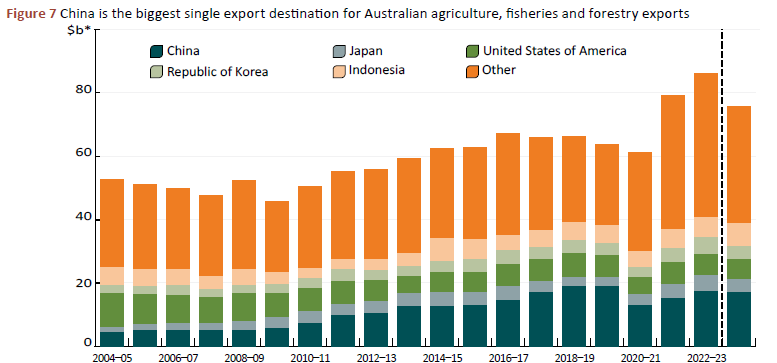 Figure 7 China is the biggest single export destination for Australian agriculture, fisheries and forestry exports
$b*
China Japan United States of America
Republic of Korea Indonesia Other
80
60
40
20
0
2004–05 2006–07 2008–09 2010–11 2012–13 2014–15 2016–17 2018–19 2020–21 2022–23